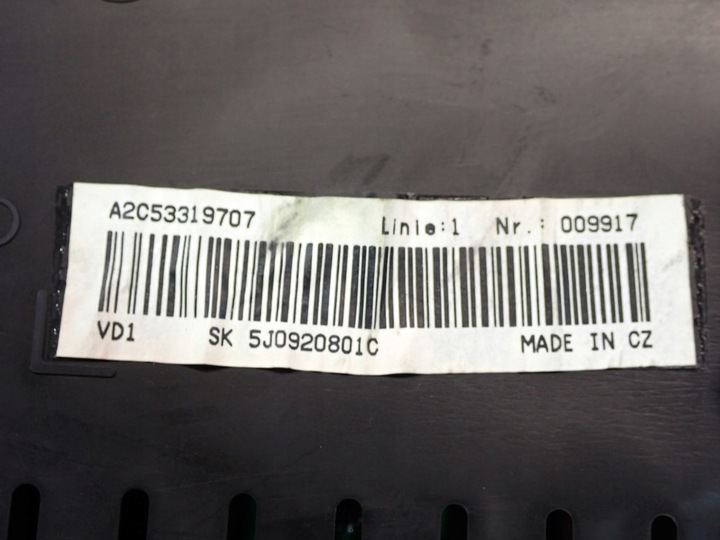 A2C53319707 Linie:1 Nr.: 009917
VD1 SK 5J0920801C MADE IN CZ